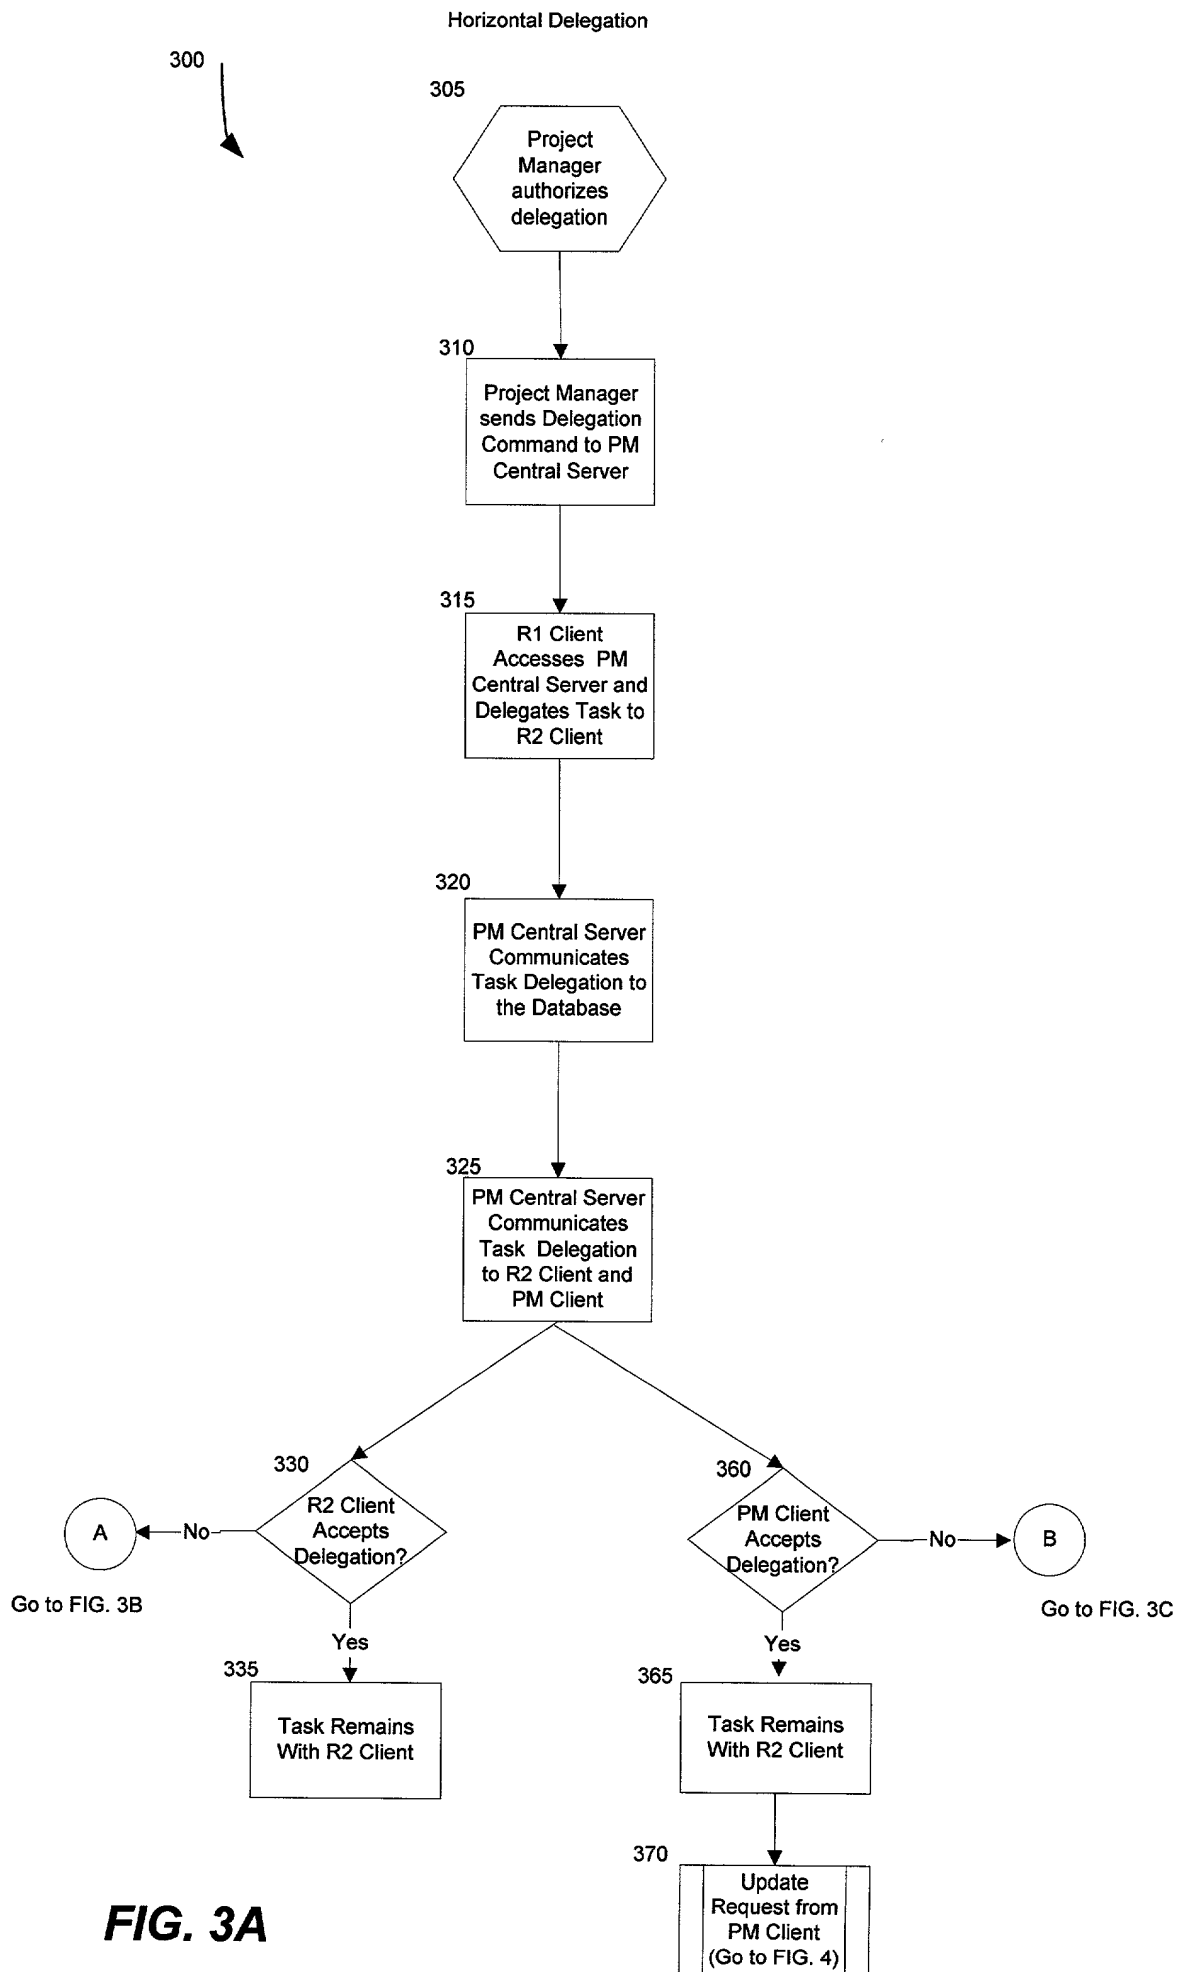 Horizontal Delegation
300
305
Project
Manager
authorizes
delegation
310
Project Manager
sends Delegation
Command to PM
Central Server
315
R1 Client
Accesses PM
Central Server and
Delegates Task to
R2 Client
320
PM Central Server
Communicates
Task Delegation to
the Database
325
PM Central Server
Communicates
Task Delegation
to R2 Client and
PM Client
330
R2 Client
Accepts
Delegation?
No
A
Go to FIG. 3B
Yes
335
Task Remains
With R2 Client
360
PM Client
Accepts
Delegation?
No
B
Go to FIG. 3C
Yes
365
Task Remains
With R2 Client
370
Update
Request from
PM Client
(Go to FIG. 4)
FIG. 3A